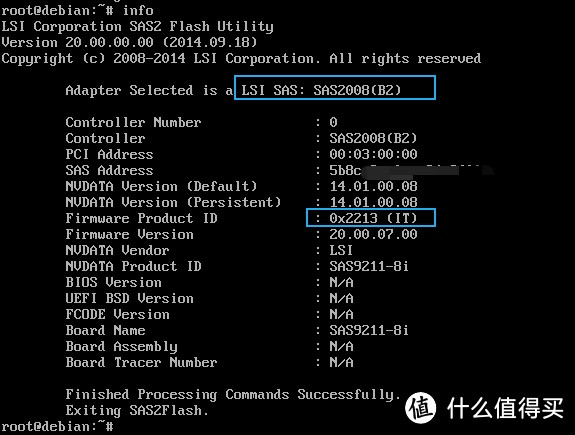 root@debian:~# info
LSI Corporation SAS2 Flash Utility
Version 20.00.00.00 (2014.09.18)
Copyright (c) 2008-2014 LSI Corporation. All rights reserved
Adapter Selected is a LSI SAS: SAS2008(B2)
Controller Number : 0
Controller : SAS2008(B2)
PCI Address : 00:03:00:00
SAS Address : 5b8c
NVDATA Version (Default) : 14.01.00.08
NVDATA Version (Persistent) : 14.01.00.08
Firmware Product ID : 0x2213 (IT)
Firmware Version : 20.00.07.00
NVDATA Vendor : LSI
NVDATA Product ID : SAS9211-8i
BIOS Version : N/A
UEFI BSD Version : N/A
FCODE Version : N/A
Board Name : SAS9211-8i
Board Assembly : N/A
Board Tracer Number : N/A
Finished Processing Commands Successfully.
Exiting SAS2Flash.
root@debian:~#
值 什么值得买